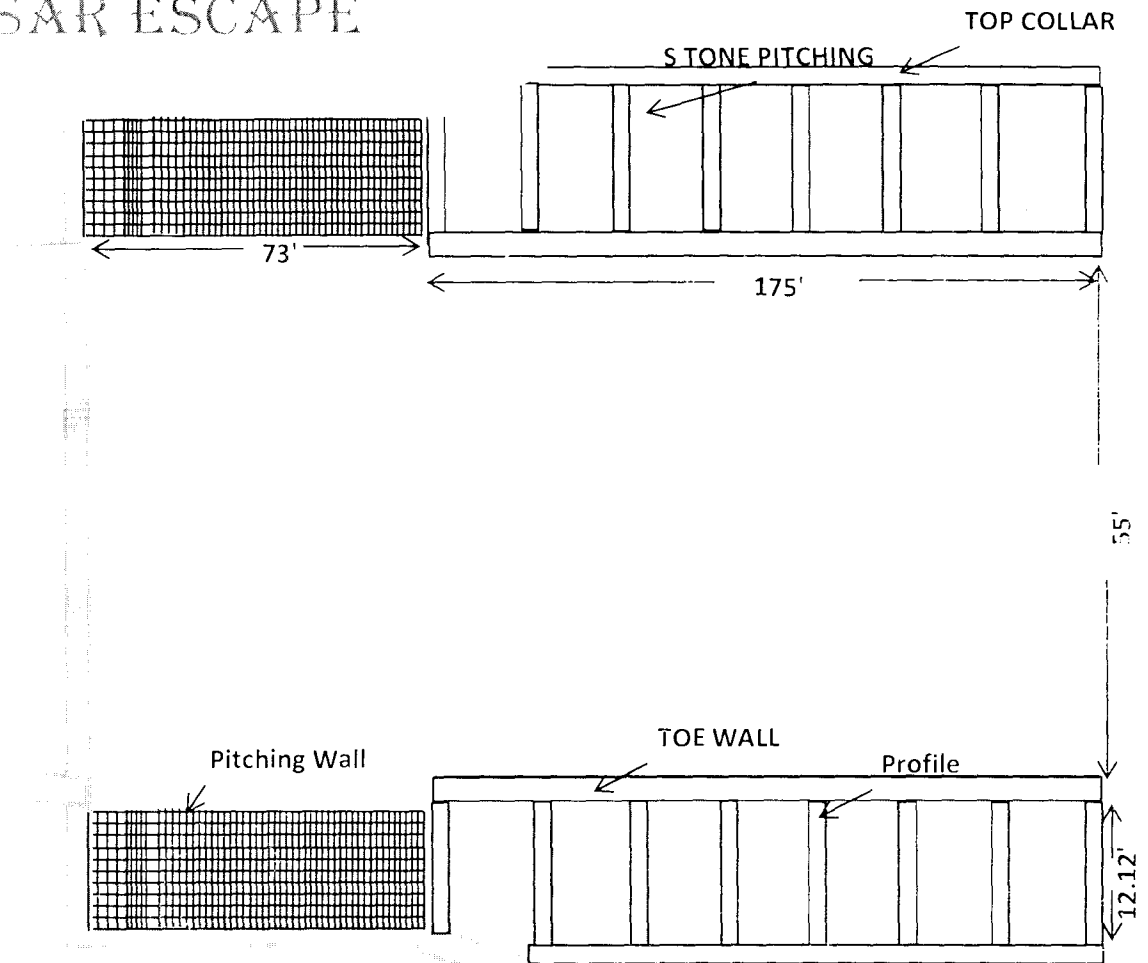 SAR ESCAPE
TOP COLLAR
S TONE PITCHING
73'
175'
55'
Pitching Wall
TOE WALL
Profile
12.12'